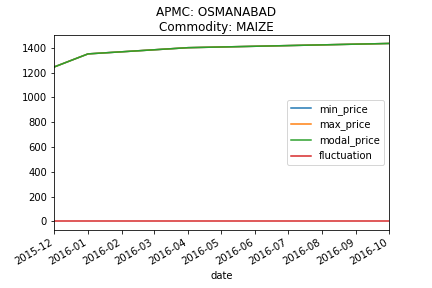 APMC: OSMANABAD
Commodity: MAIZE
1400
1200
1000
800
600
400
200
0
min_price
max_price
modal_price
fluctuation
2015-12
2016-01
2016-02
2016-03
2016-04
2016-05
2016-06
2016-07
2016-08
2016-09
2016-10
date